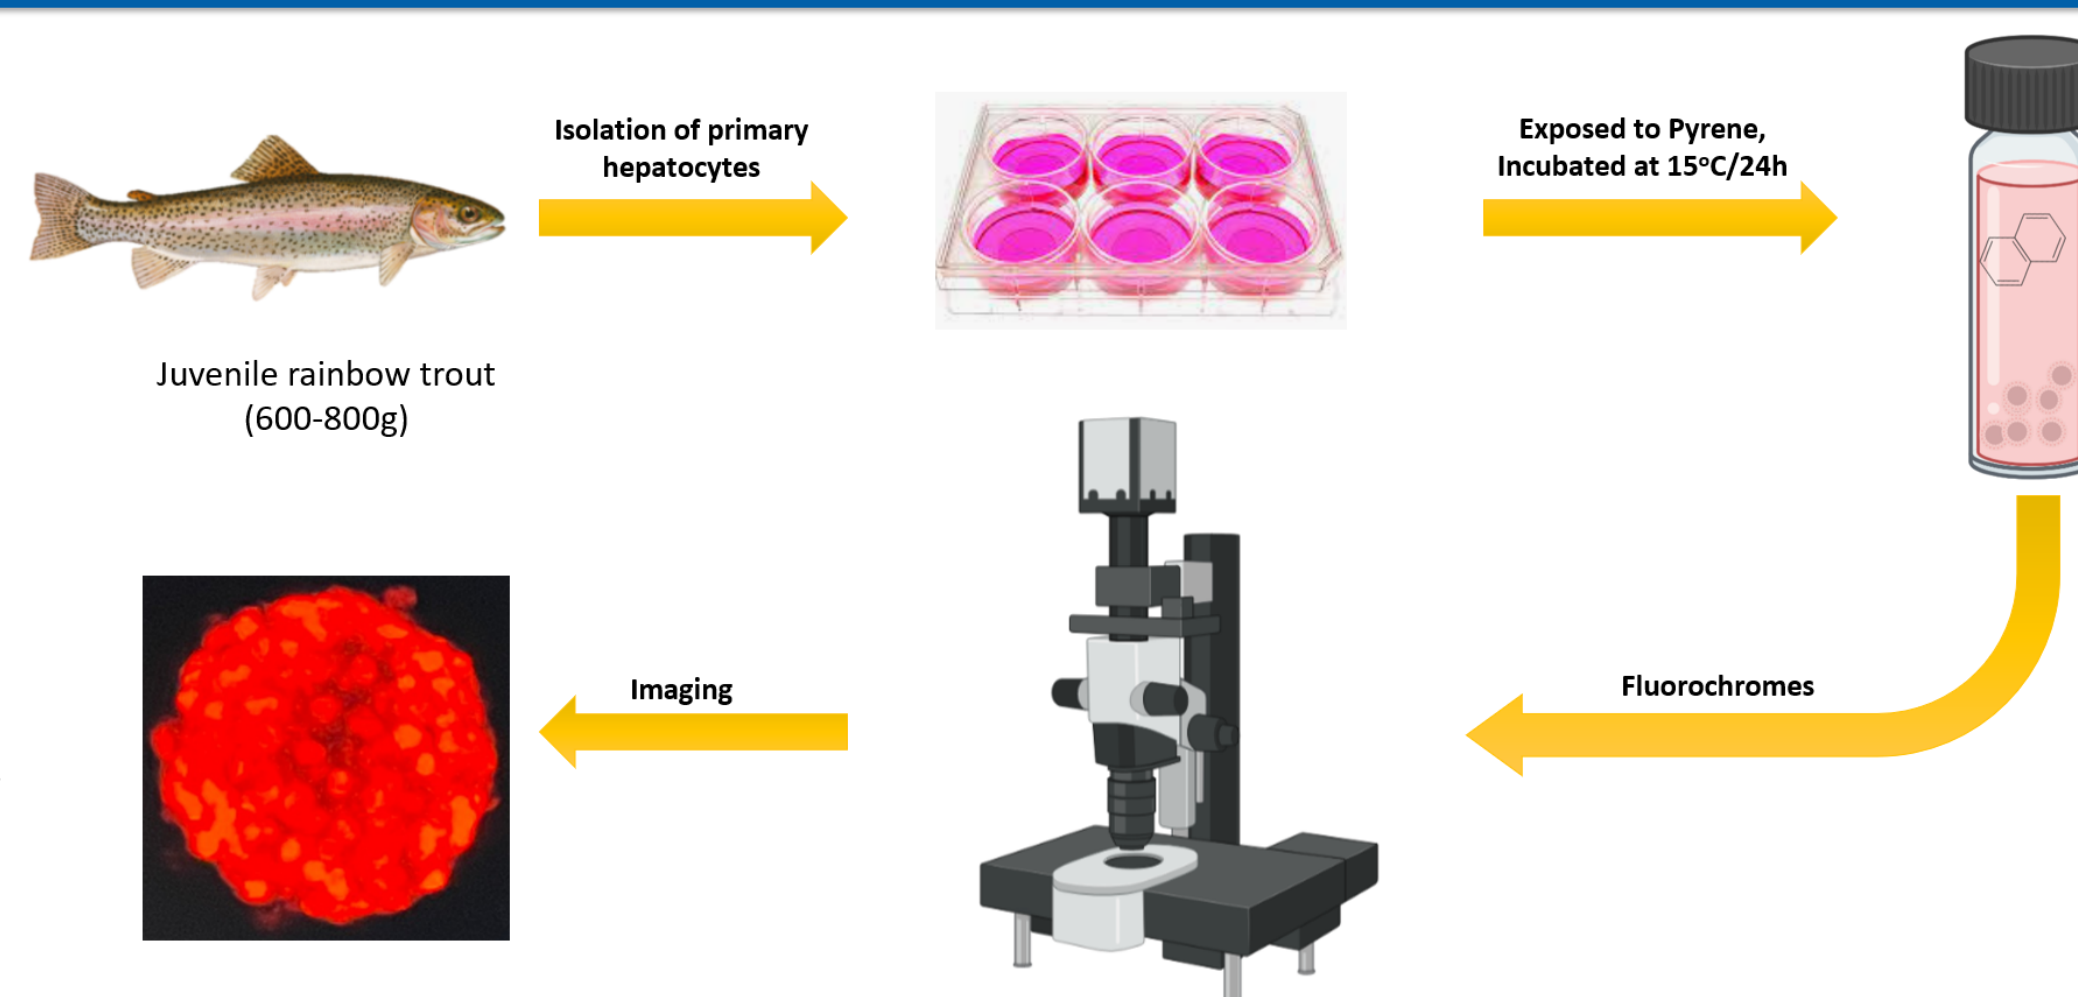 Isolation of primary
hepatocytes
Exposed to Pyrene,
Incubated at 15°C/24h
Juvenile rainbow trout
(600-800g)
Fluorochromes
Imaging